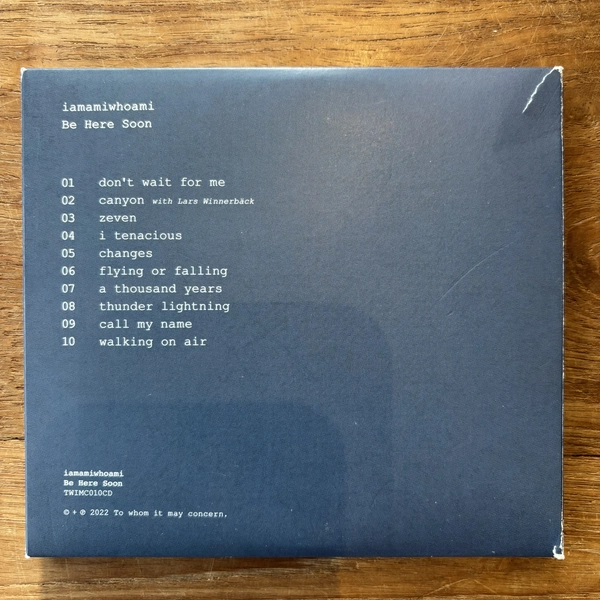 iamamiwhoami
Be Here Soon
01 don't wait for me
02 canyon with Lars Winnerbäck
03 zeven
04 i tenacious
05 changes
06 flying or falling
07 a thousand years
08 thunder lightning
09 call my name
10 walking on air
iamamiwhoami
Be Here Soon
TWIMC010CD
© + ℗ 2022 To whom it may concern.